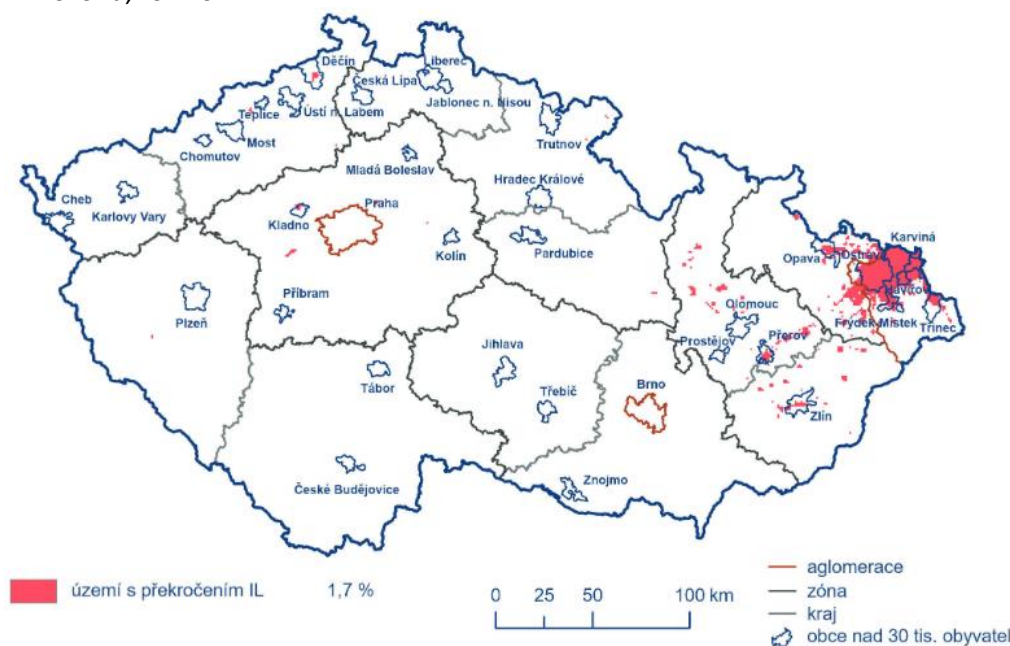 Děčín
Liberec
Česká Lípa
Jablonec n. Nisou
Teplice
Ústí n. Labem
Most
Chomutov
Trutnov
Mladá Boleslav
Hradec Králové
Cheb
Karlovy Vary
Praha
Kladno
Kolín
Pardubice
Karviná
Opava
Ostrava
Havířov
Příbram
Plzeň
Olomouc
Frýdek-Místek
Třinec
Prostějov
Přerov
Jihlava
Tábor
Třebíč
Brno
Zlín
České Budějovice
Znojmo
území s překročením IL 1,7 %
0 25 50 100 km
aglomerace
zóna
kraj
obce nad 30 tis. obyvatel